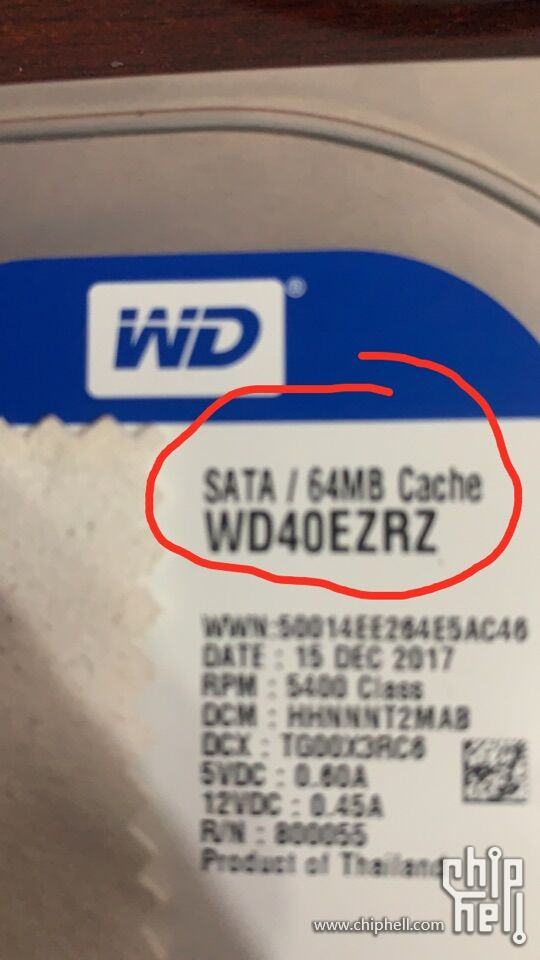 WD®
SATA / 64MB Cache
WD40EZRZ
WWN:50014EE264E5AC46
DATE : 15 DEC 2017
RPM : 5400 Class
DCM : HHNNNT2MAB
DCX : TG00X3RC6
5VDC : 0.60A
12VDC : 0.45A
R/N : 800055
Product of Thailand
www.chiphell.com
chip hell